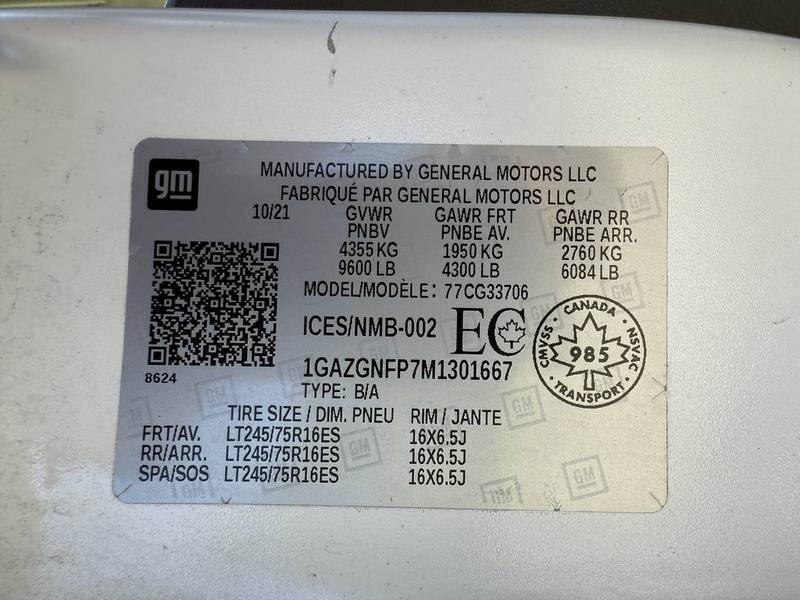 gm
MANUFACTURED BY GENERAL MOTORS LLC
FABRIQUÉ PAR GENERAL MOTORS LLC
10/21 GVWR GAWR FRT GAWR RR
PNBV PNBE AV. PNBE ARR.
4355 KG 1950 KG 2760 KG
9600 LB 4300 LB 6084 LB
MODEL/MODÈLE: 77CG33706
ICES/NMB-002 EC
CANADA
CMVSS · 985 · NSVAC
TRANSPORT
1GAZGNFP7M1301667
8624
TYPE: B/A
TIRE SIZE / DIM. PNEU RIM / JANTE
FRT/AV. LT245/75R16ES 16X6.5J
RR/ARR. LT245/75R16ES 16X6.5J
SPA/SOS LT245/75R16ES 16X6.5J